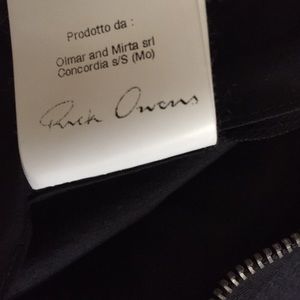 Prodotto da :
Olmar and Mirta srl
Concordia s/S (Mo)
Rick Owens